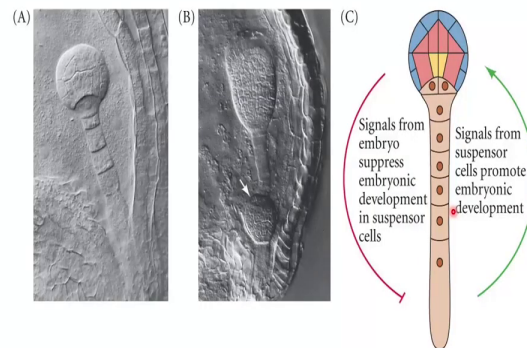 (A)
(B)
(C)
Signals from
embryo
suppress
embryonic
development
in suspensor
cells
Signals from
suspensor
cells promote
embryonic
development